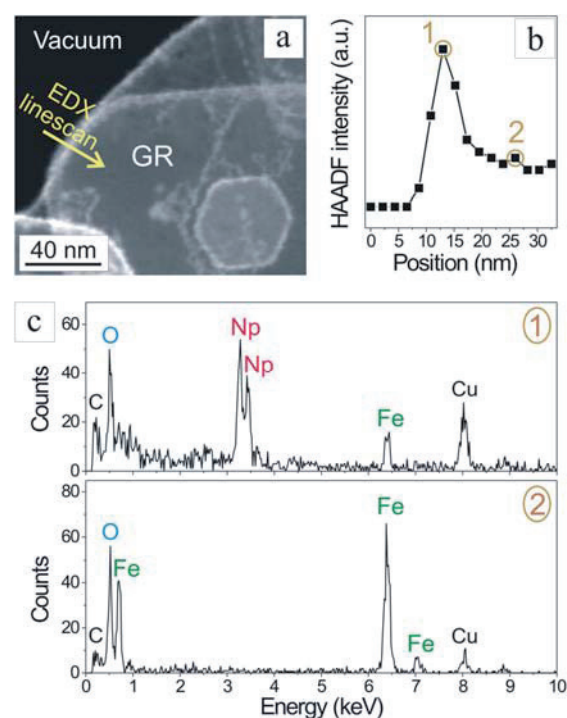 Vacuum
a
EDX
linescan
GR
40 nm
b
1
2
HAADF intensity (a.u.)
0 5 10 15 20 25 30
Position (nm)
c
1
60
40
20
0
Counts
C
O
Np
Np
Fe
Cu
2
80
60
40
20
0
Counts
C
O
Fe
Fe
Fe
Cu
0 1 2 3 4 5 6 7 8 9 10
Energy (keV)